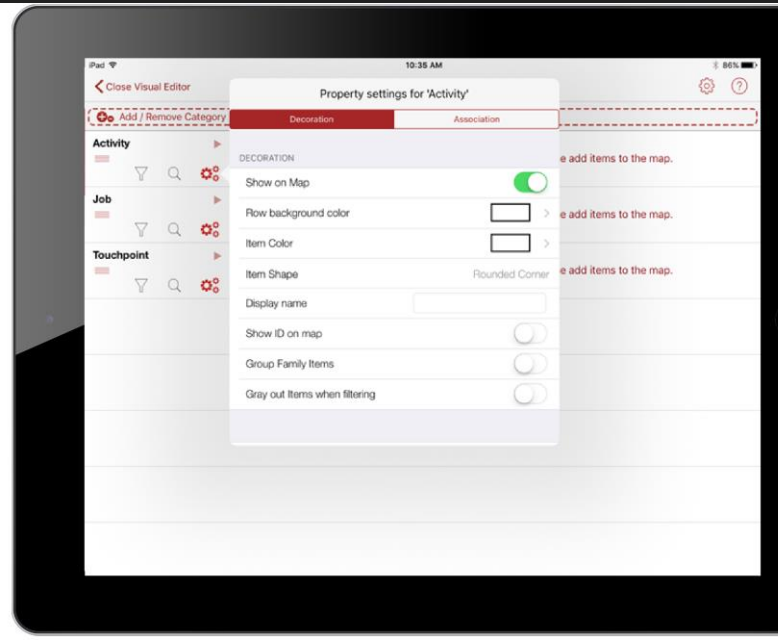 iPad 10:35 AM 86%
Close Visual Editor
Property settings for 'Activity'
Add / Remove Category
Decoration Association
Activity
e add items to the map.
DECORATION
Show on Map
Job
Row background color
e add items to the map.
Item Color
Touchpoint
Item Shape Rounded Corner
e add items to the map.
Display name
Show ID on map
Group Family Items
Gray out Items when filtering